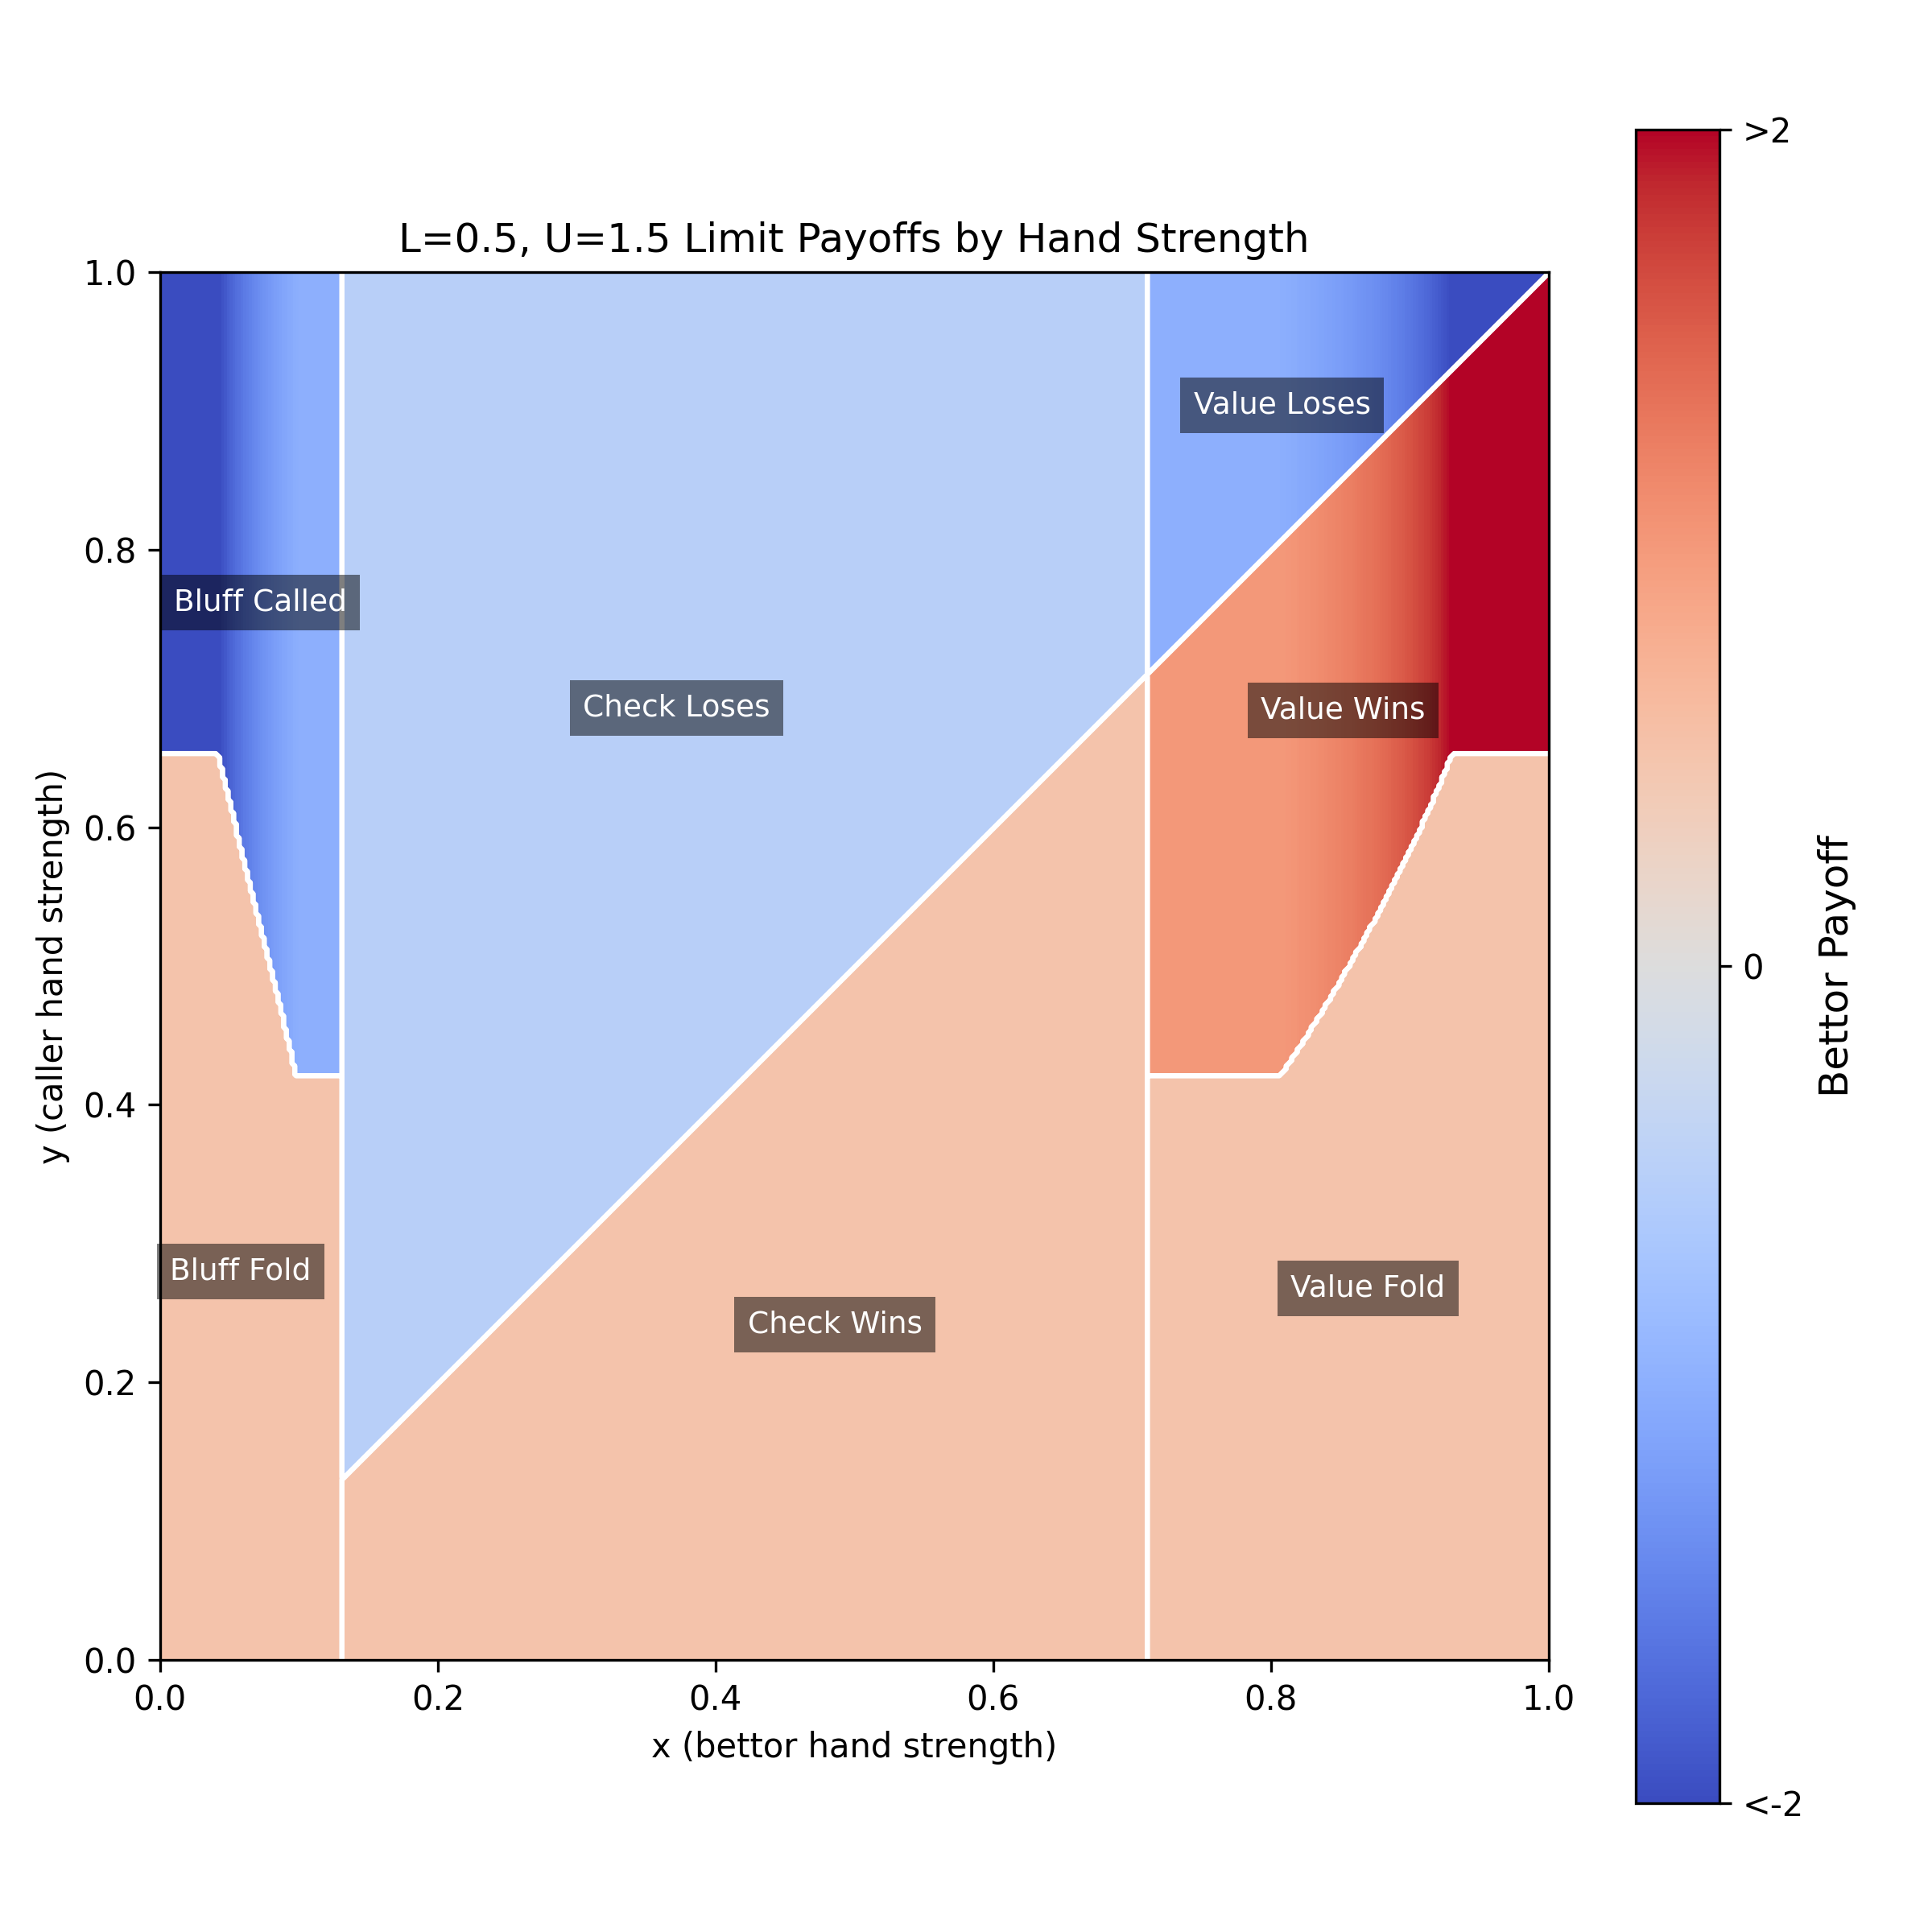 L=0.5, U=1.5 Limit Payoffs by Hand Strength
>2
0
<-2
Bettor Payoff
1.0
0.8
0.6
0.4
0.2
0.0
y (caller hand strength)
Value Loses
Bluff Called
Check Loses
Value Wins
Bluff Fold
Value Fold
Check Wins
0.0
0.2
0.4
0.6
0.8
1.0
x (bettor hand strength)